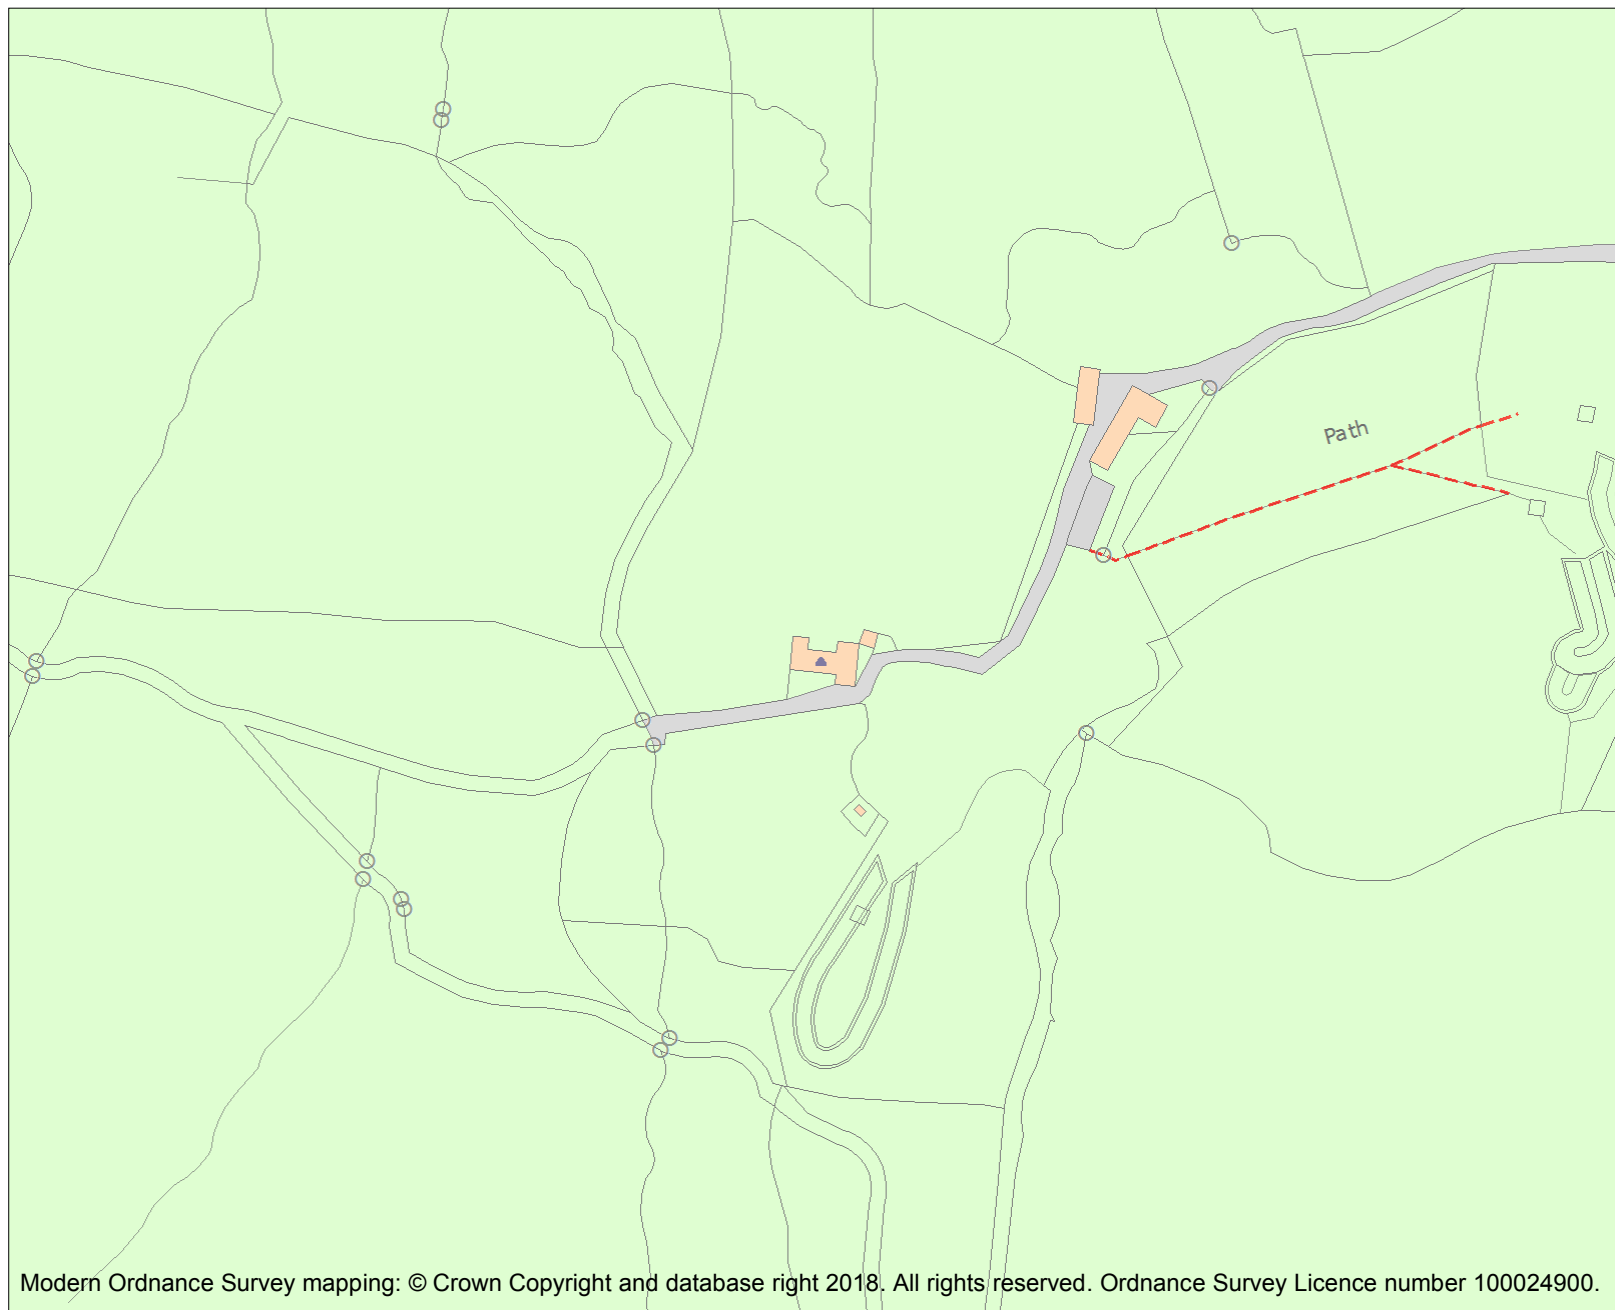 Path
Modern Ordnance Survey mapping: © Crown Copyright and database right 2018. All rights reserved. Ordnance Survey Licence number 100024900.